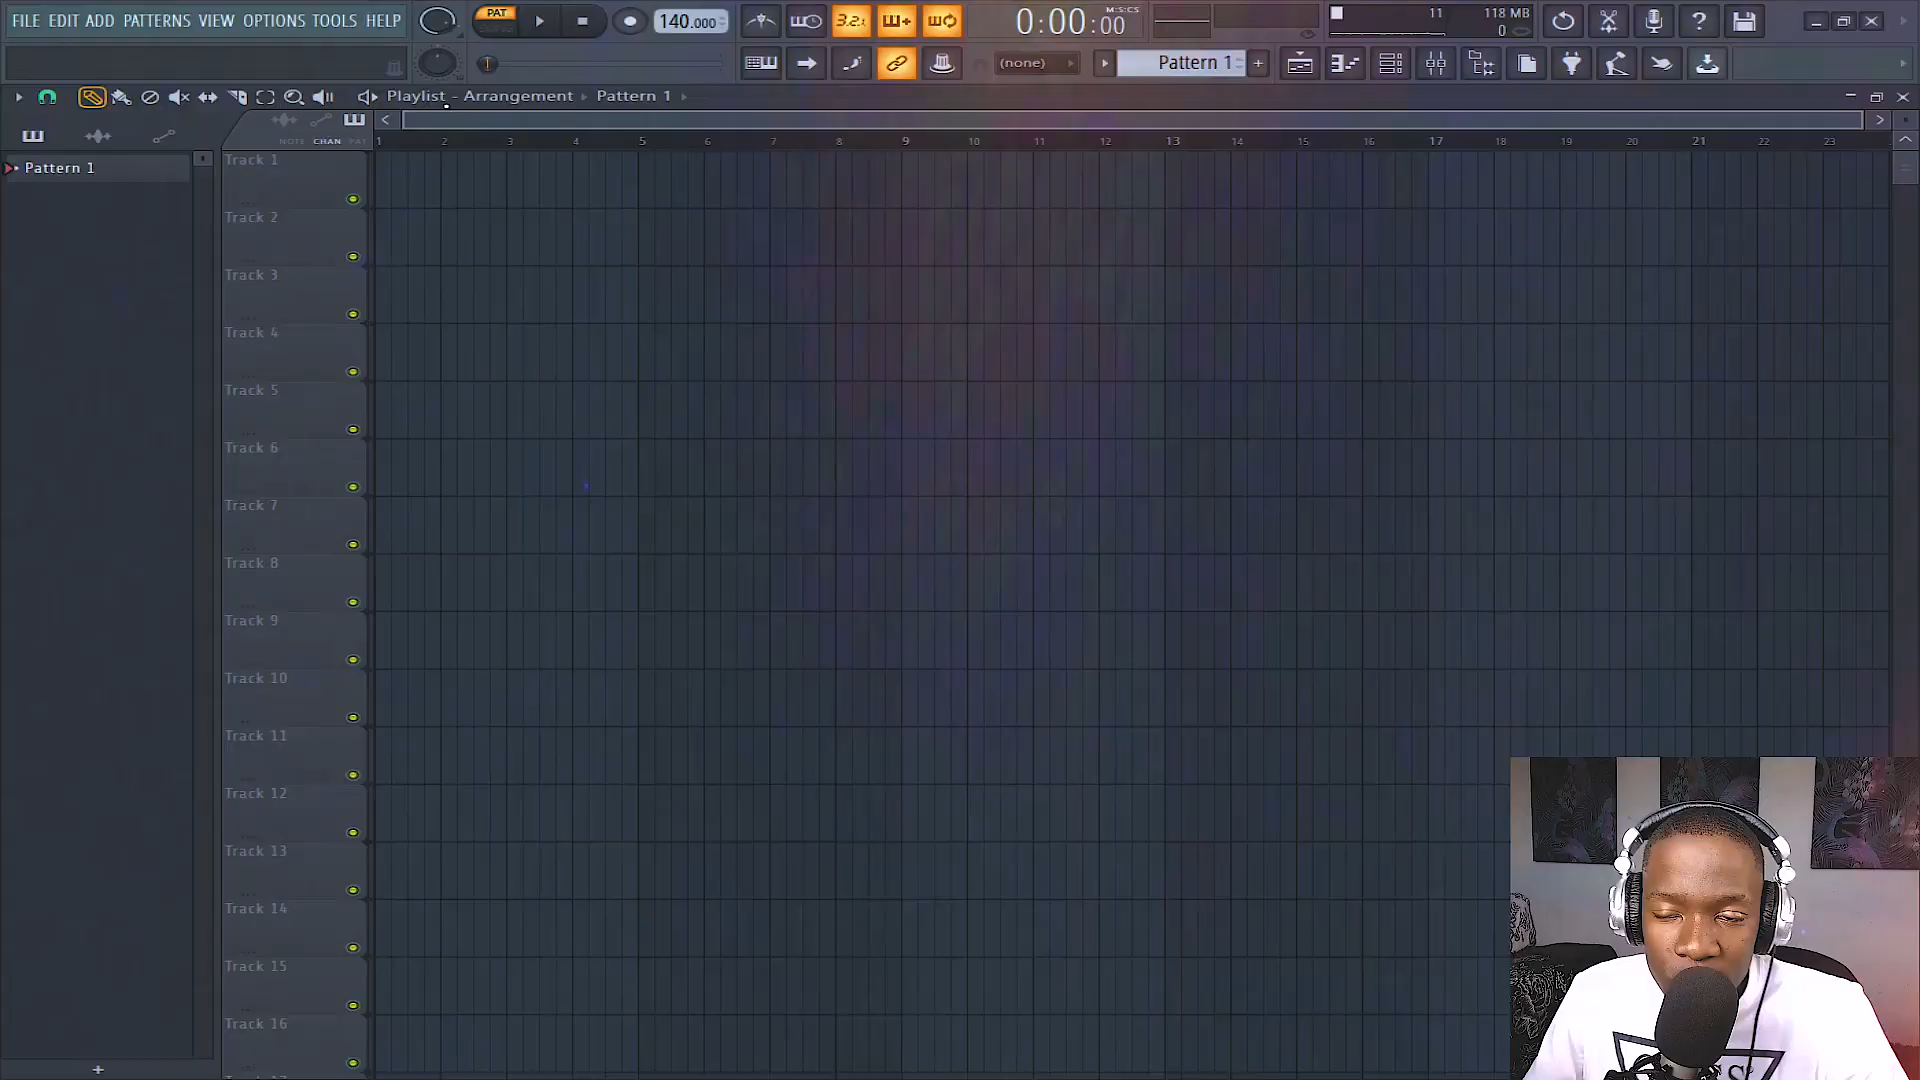 FILE EDIT ADD PATTERNS VIEW OPTIONS TOOLS HELP
PAT
140.000
3.2.
0:00:00
M:S:CS
11
118 MB
0
(none)
Pattern 1
+
?
Playlist - Arrangement ▸ Pattern 1 ▸
NOTE CHAN PAT
1 2 3 4 5 6 7 8 9 10 11 12 13 14 15 16 17 18 19 20 21 22 23
Pattern 1
Track 1
Track 2
Track 3
Track 4
Track 5
Track 6
Track 7
Track 8
Track 9
Track 10
Track 11
Track 12
Track 13
Track 14
Track 15
Track 16
+